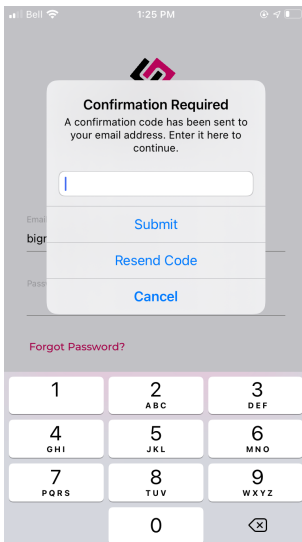 Bell 1:25 PM
Confirmation Required
A confirmation code has been sent to
your email address. Enter it here to
continue.
Email
bigr
Submit
Resend Code
Pass
Cancel
Forgot Password?
1 2 3
ABC DEF
4 5 6
GHI JKL MNO
7 8 9
PQRS TUV WXYZ
0